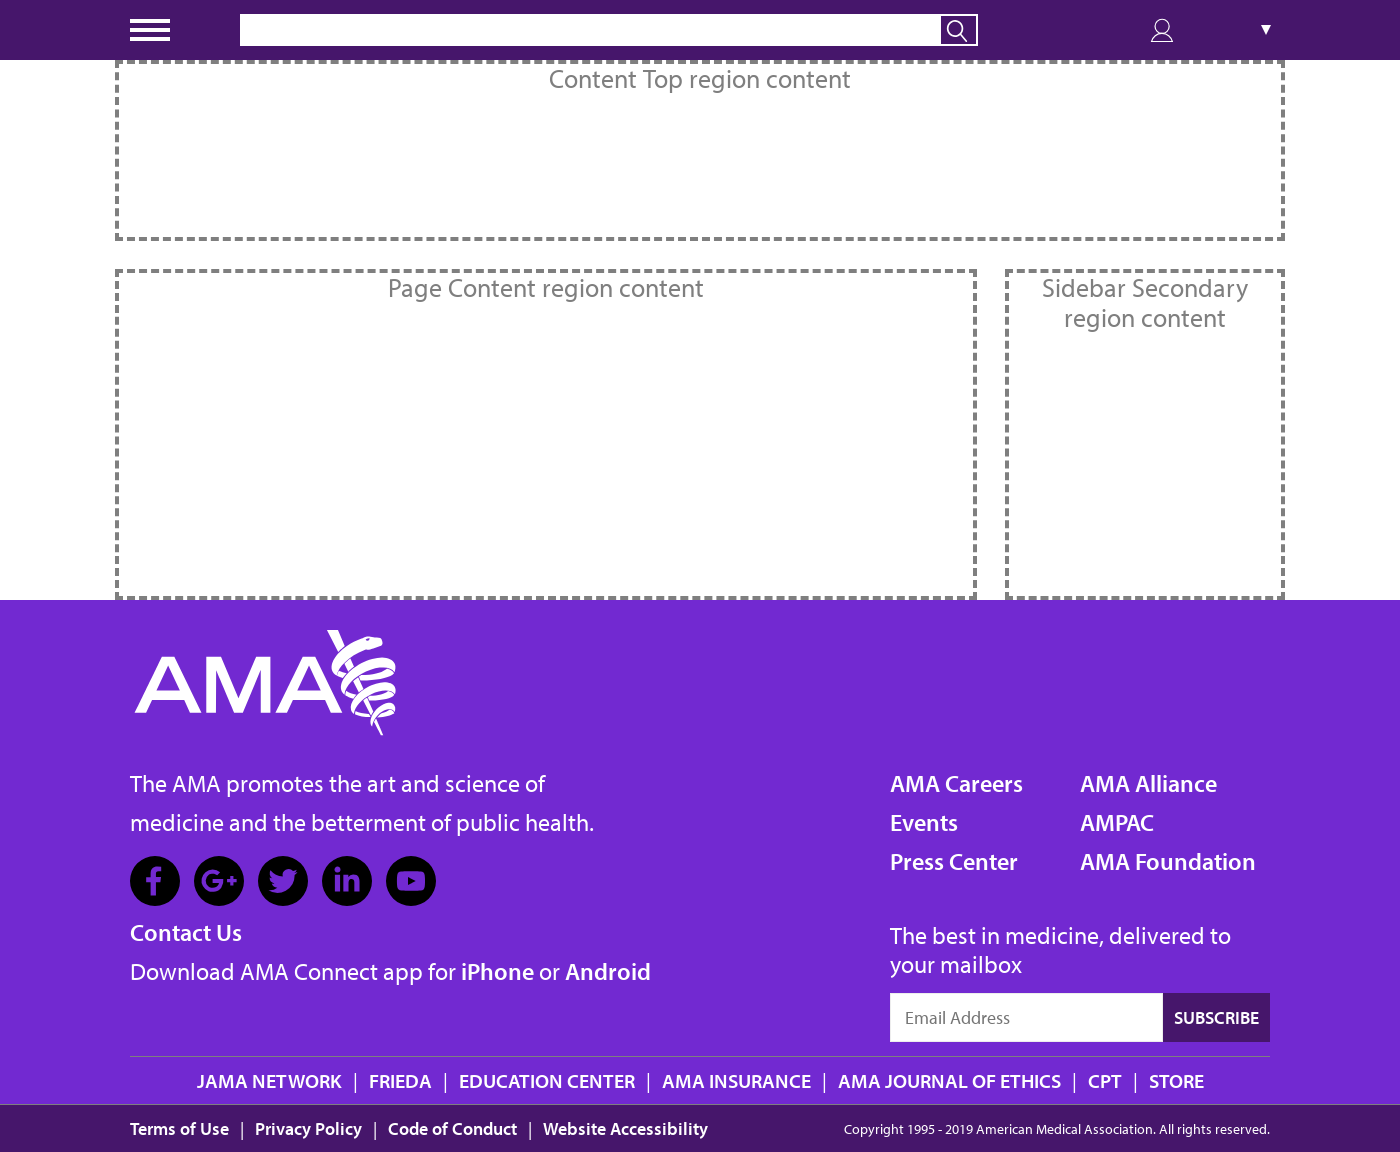 Content Top region content
Page Content region content
Sidebar Secondary
region content
AMA
The AMA promotes the art and science of
medicine and the betterment of public health.
Contact Us
Download AMA Connect app for iPhone or Android
AMA Careers
Events
Press Center
AMA Alliance
AMPAC
AMA Foundation
The best in medicine, delivered to
your mailbox
Email Address
SUBSCRIBE
JAMA NETWORK | FRIEDA | EDUCATION CENTER | AMA INSURANCE | AMA JOURNAL OF ETHICS | CPT | STORE
Terms of Use | Privacy Policy | Code of Conduct | Website Accessibility
Copyright 1995 - 2019 American Medical Association. All rights reserved.